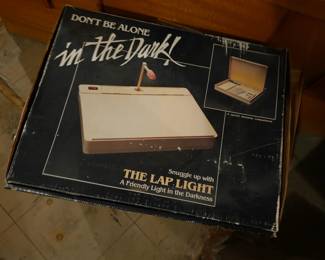 DON'T BE ALONE
in the Dark!
Snuggle up with
THE LAP LIGHT
A Friendly Light in the Darkness